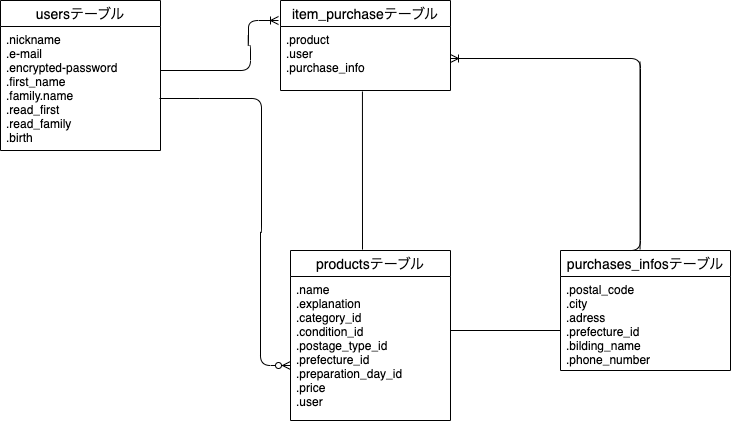 usersテーブル
.nickname
.e-mail
.encrypted-password
.first_name
.family.name
.read_first
.read_family
.birth
item_purchaseテーブル
.product
.user
.purchase_info
productsテーブル
.name
.explanation
.category_id
.condition_id
.postage_type_id
.prefecture_id
.preparation_day_id
.price
.user
purchases_infosテーブル
.postal_code
.city
.adress
.prefecture_id
.bilding_name
.phone_number